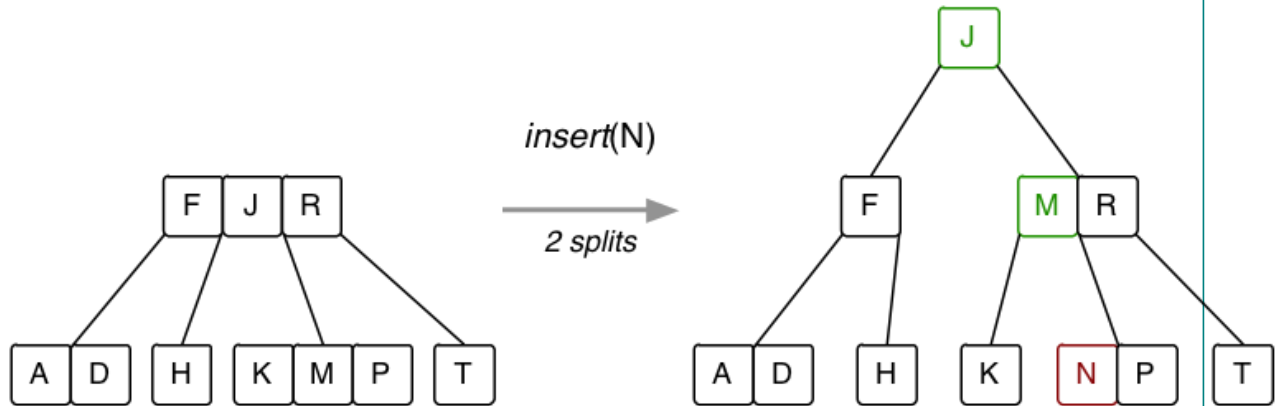 J
insert(N)
F J R
F
M R
2 splits
A D H K M P T
A D H K N P T